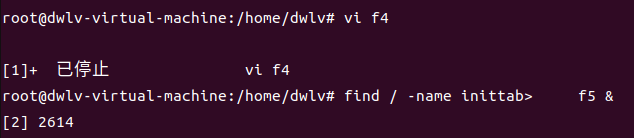 root@dwlv-virtual-machine:/home/dwlv# vi f4
[1]+  已停止               vi f4
root@dwlv-virtual-machine:/home/dwlv# find / -name inittab>     f5 &
[2] 2614